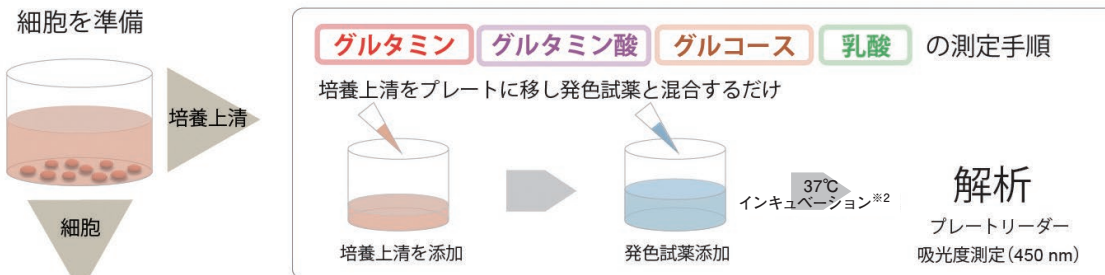 細胞を準備
培養上清
細胞
グルタミン グルタミン酸 グルコース 乳酸 の測定手順
培養上清をプレートに移し発色試薬と混合するだけ
培養上清を添加
発色試薬添加
37℃
インキュベーション※2
解析
プレートリーダー
吸光度測定(450 nm)